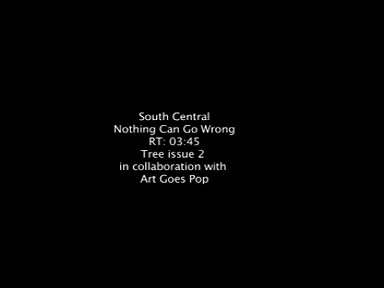 South Central
Nothing Can Go Wrong
RT: 03:45
Tree issue 2
in collaboration with
Art Goes Pop